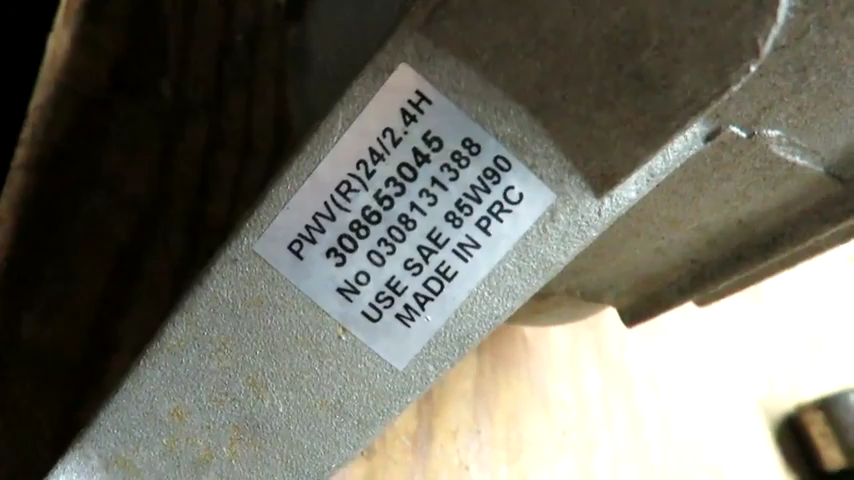 PWV(R)24/2.4H
308653045
No 0308131388
USE SAE 85W90
MADE IN PRC